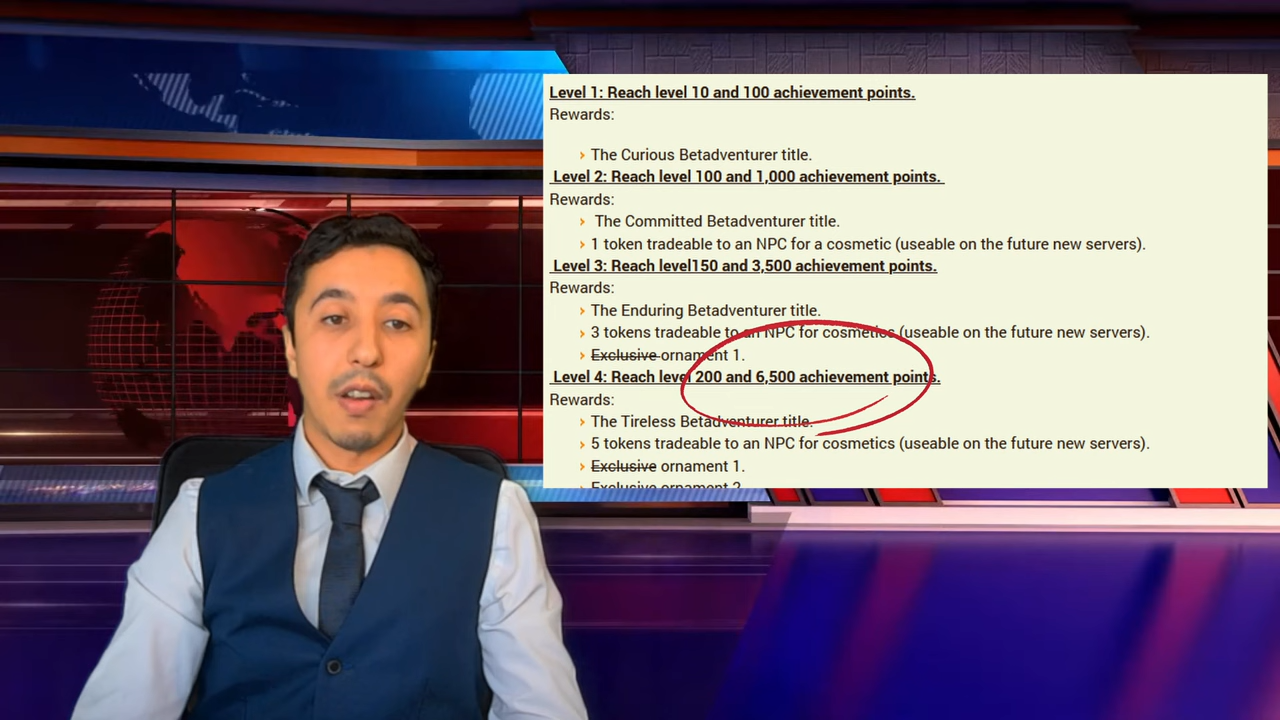 Level 1: Reach level 10 and 100 achievement points.
Rewards:
The Curious Betadventurer title.
Level 2: Reach level 100 and 1,000 achievement points.
Rewards:
The Committed Betadventurer title.
1 token tradeable to an NPC for a cosmetic (useable on the future new servers).
Level 3: Reach level150 and 3,500 achievement points.
Rewards:
The Enduring Betadventurer title.
3 tokens tradeable to an NPC for cosmetics (useable on the future new servers).
Exclusive ornament 1.
Level 4: Reach level 200 and 6,500 achievement points.
Rewards:
The Tireless Betadventurer title.
5 tokens tradeable to an NPC for cosmetics (useable on the future new servers).
Exclusive ornament 1.
Exclusive ornament 2